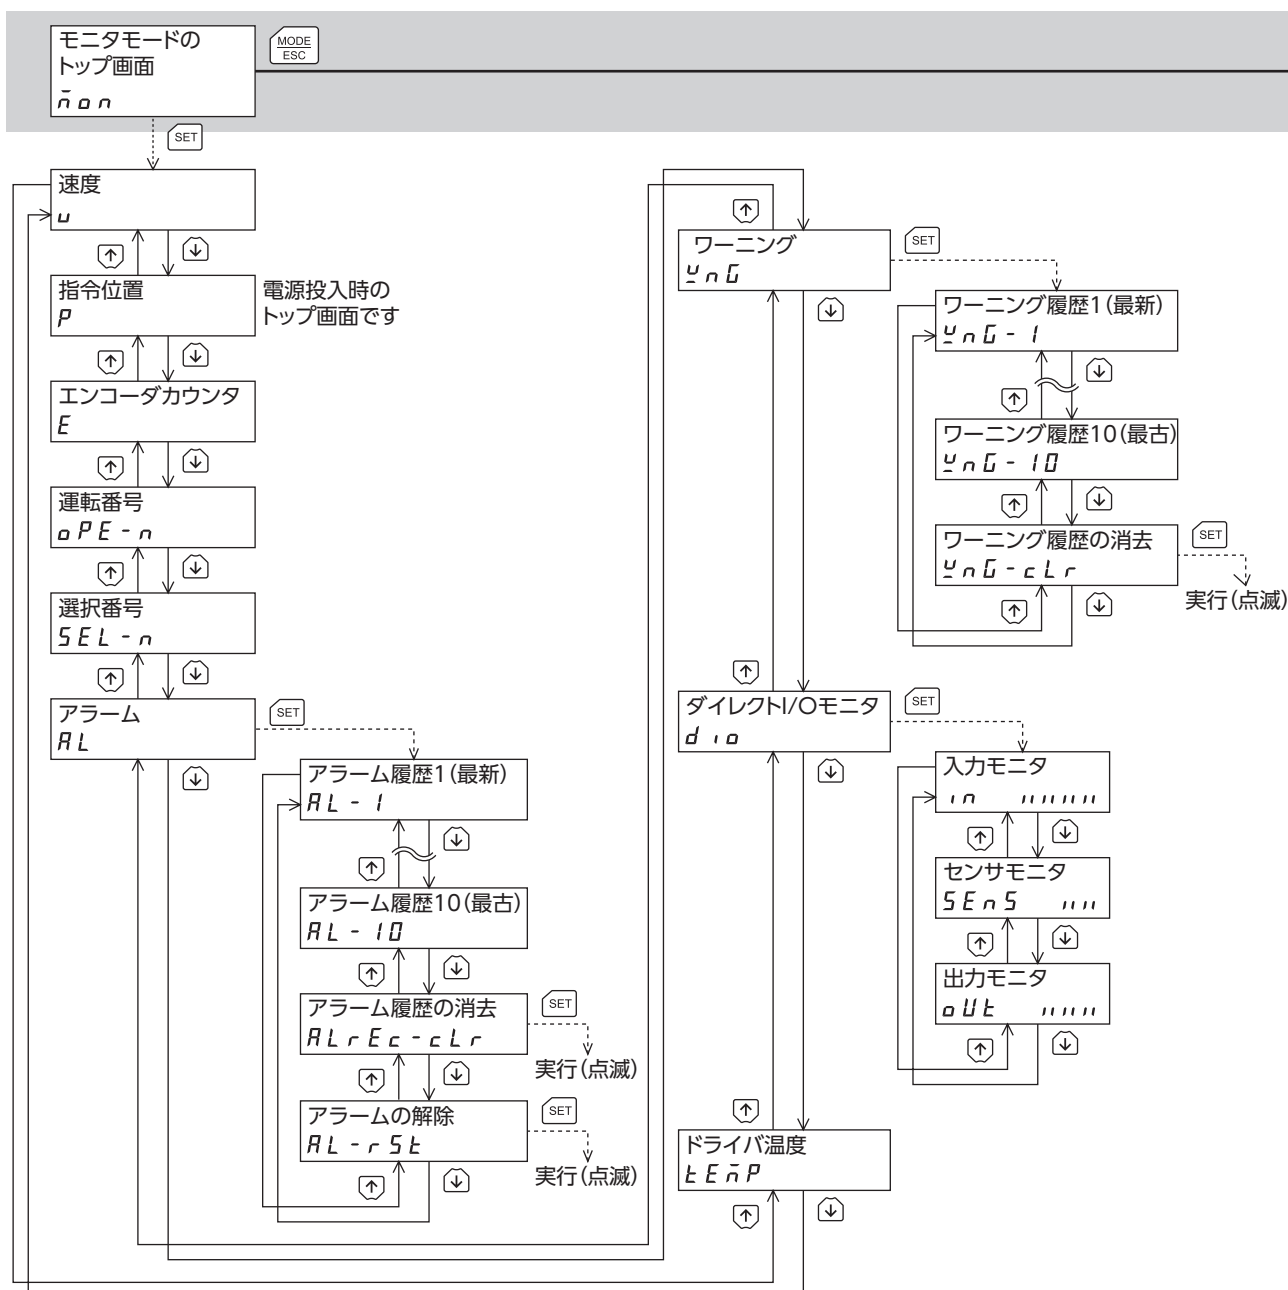 モニタモードの
トップ画面
mon
MODE
ESC
SET
速度
v
↑ ↓
指令位置
P
電源投入時の
トップ画面です
↑ ↓
エンコーダカウンタ
E
↑ ↓
運転番号
oPE-n
↑ ↓
選択番号
SEL-n
↑ ↓
アラーム
AL
SET
↓
アラーム履歴1(最新)
AL-1
↓
↑
アラーム履歴10(最古)
AL-10
↑ ↓
アラーム履歴の消去
ALrEc-cLr
SET
実行(点滅)
↑ ↓
アラームの解除
AL-rSt
SET
実行(点滅)
↑ ↓
↑
ワーニング
WnG
SET
↓
ワーニング履歴1(最新)
WnG-1
↓
↑
ワーニング履歴10(最古)
WnG-10
↑ ↓
ワーニング履歴の消去
WnG-cLr
SET
実行(点滅)
↑ ↓
↑
ダイレクトI/Oモニタ
dio
SET
↓
入力モニタ
in
↑ ↓
センサモニタ
SEnS
↑ ↓
出力モニタ
oUt
↑ ↓
↑
ドライバ温度
tEmP
↑ ↓